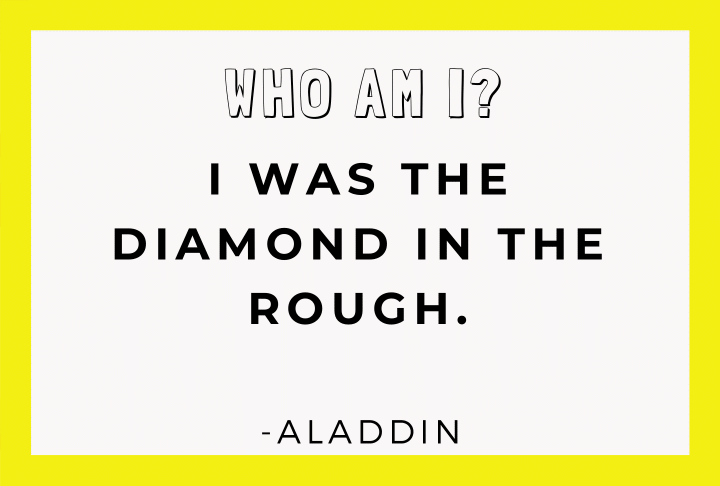 WHO AM I?
I WAS THE
DIAMOND IN THE
ROUGH.
-ALADDIN